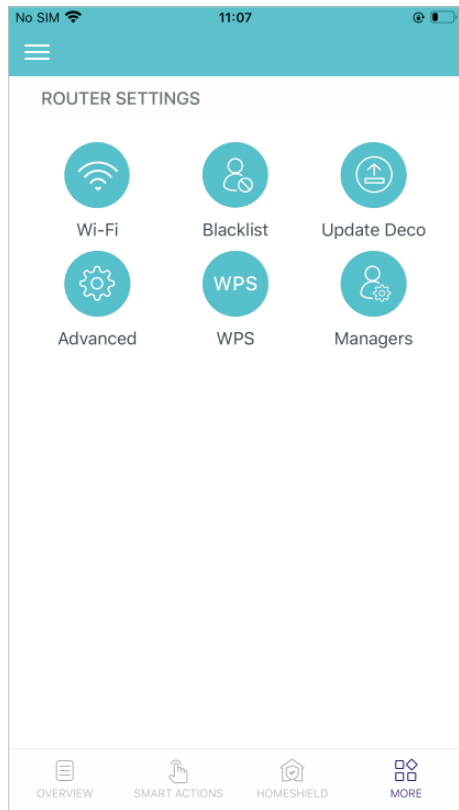 No SIM 11:07
ROUTER SETTINGS
Wi-Fi Blacklist Update Deco
WPS
Advanced WPS Managers
OVERVIEW SMART ACTIONS HOMESHIELD MORE